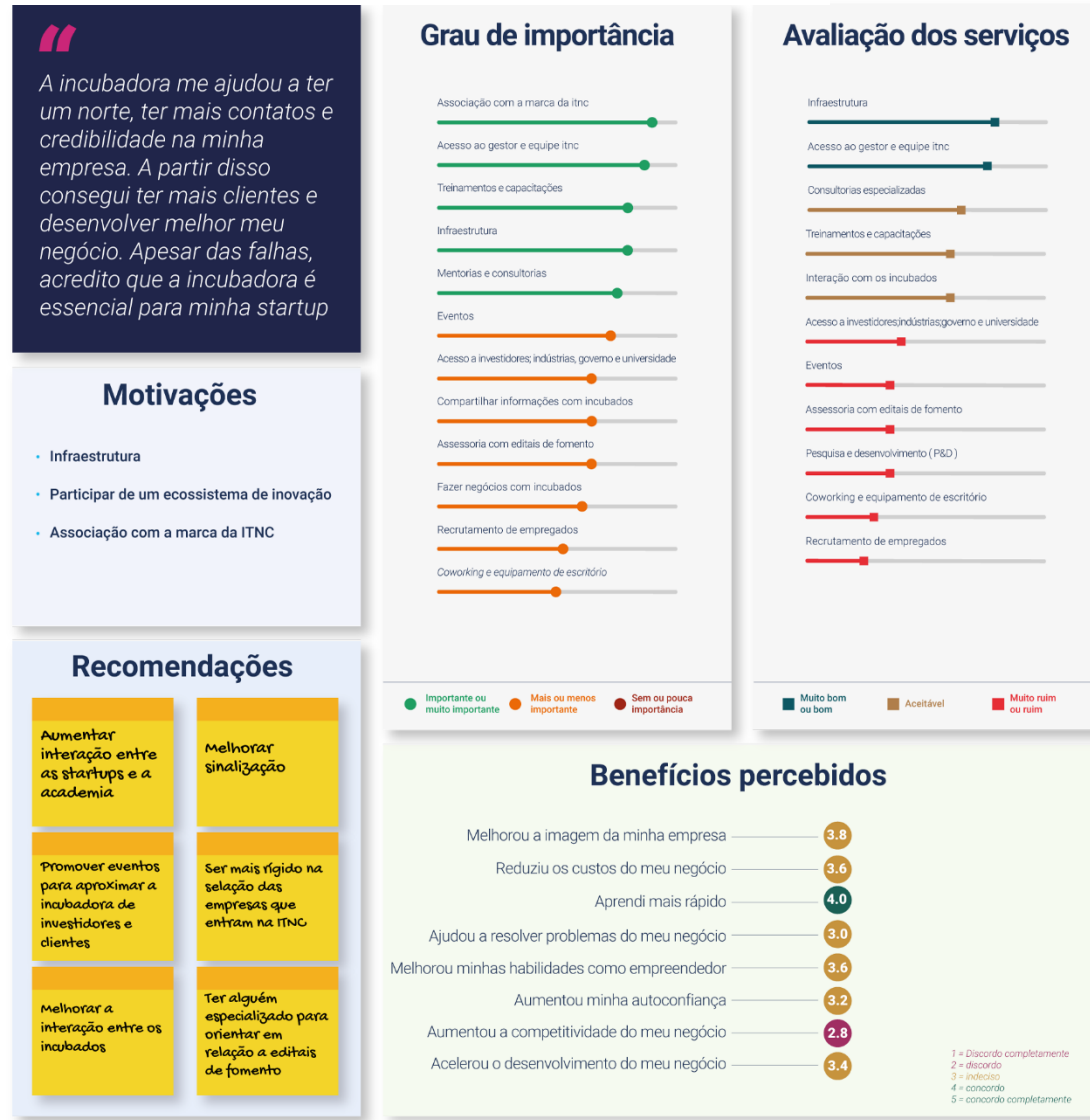 “
A incubadora me ajudou a ter
um norte, ter mais contatos e
credibilidade na minha
empresa. A partir disso
consegui ter mais clientes e
desenvolver melhor meu
negócio. Apesar das falhas,
acredito que a incubadora é
essencial para minha startup
Motivações
• Infraestrutura
• Participar de um ecossistema de inovação
• Associação com a marca da ITNC
Recomendações
Aumentar
interação entre
as startups e a
academia
Melhorar
sinalização
Promover eventos
para aproximar a
incubadora de
investidores e
clientes
Ser mais rígido na
selação das
empresas que
entram na ITNC
Melhorar a
interação entre os
incubados
Ter alguém
especializado para
orientar em
relação a editais
de fomento
Grau de importância
Associação com a marca da itnc
Acesso ao gestor e equipe itnc
Treinamentos e capacitações
Infraestrutura
Mentorias e consultorias
Eventos
Acesso a investidores; indústrias, governo e universidade
Compartilhar informações com incubados
Assessoria com editais de fomento
Fazer negócios com incubados
Recrutamento de empregados
Coworking e equipamento de escritório
Importante ou
muito importante
Mais ou menos
importante
Sem ou pouca
importância
Avaliação dos serviços
Infraestrutura
Acesso ao gestor e equipe itnc
Consultorias especializadas
Treinamentos e capacitações
Interação com os incubados
Acesso a investidores;indústrias;governo e universidade
Eventos
Assessoria com editais de fomento
Pesquisa e desenvolvimento ( P&D )
Coworking e equipamento de escritório
Recrutamento de empregados
Muito bom
ou bom
Aceitável
Muito ruim
ou ruim
Benefícios percebidos
Melhorou a imagem da minha empresa 3.8
Reduziu os custos do meu negócio 3.6
Aprendi mais rápido 4.0
Ajudou a resolver problemas do meu negócio 3.0
Melhorou minhas habilidades como empreendedor 3.6
Aumentou minha autoconfiança 3.2
Aumentou a competitividade do meu negócio 2.8
Acelerou o desenvolvimento do meu negócio 3.4
1 = Discordo completamente
2 = discordo
3 = indeciso
4 = concordo
5 = concordo completamente